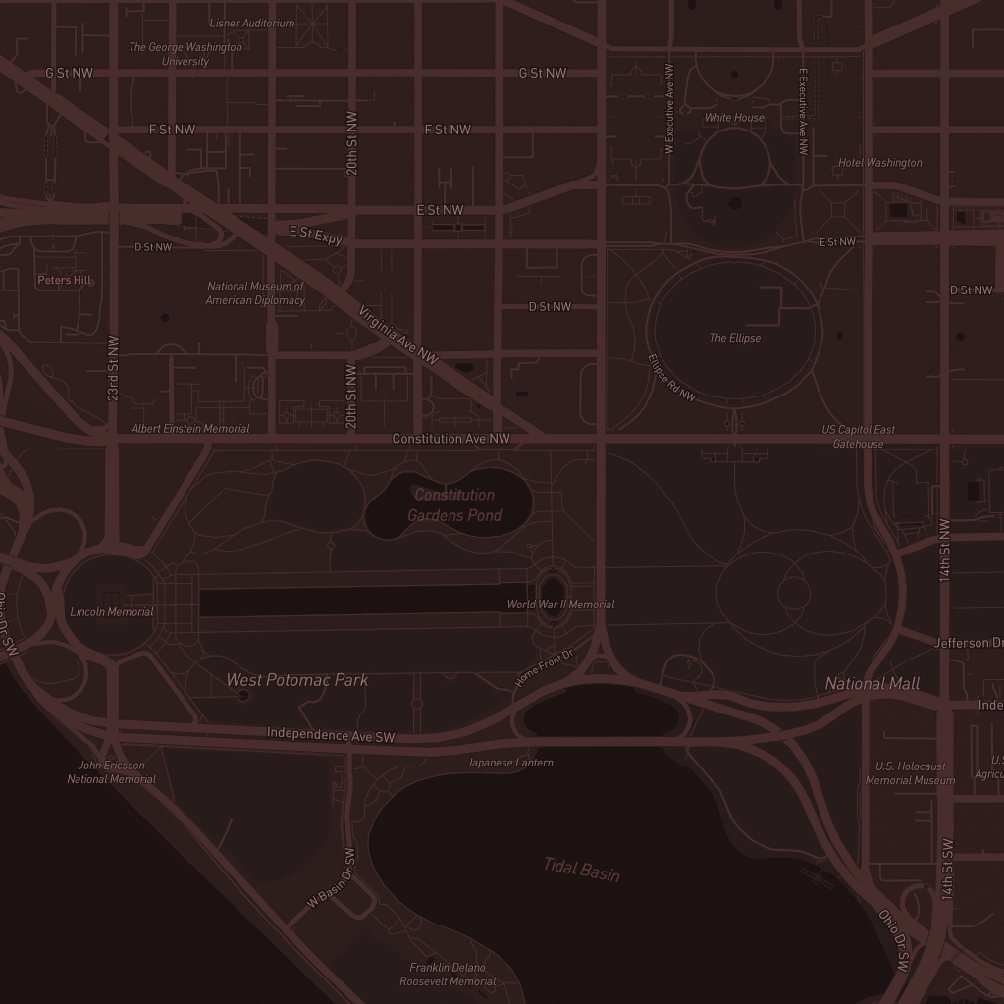 Lisner Auditorium
The George Washington
University
G St NW
G St NW
W Executive Ave NW
E Executive Ave NW
White House
F St NW
20th St NW
F St NW
Hotel Washington
E St NW
E St Expy
D St NW
E St NW
Peters Hill
National Museum of
American Diplomacy
D St NW
D St NW
Virginia Ave NW
The Ellipse
23rd St NW
20th St NW
Ellipse Rd NW
Albert Einstein Memorial
Constitution Ave NW
US Capitol East
Gatehouse
Constitution
Gardens Pond
14th St NW
Lincoln Memorial
World War II Memorial
Ohio Dr SW
Jefferson Dr
Home Front Dr
West Potomac Park
National Mall
Inde
Independence Ave SW
John Ericsson
National Memorial
Japanese Lantern
U.S. Holocaust
Memorial Museum
U.S.
Agricu
Tidal Basin
W Basin Dr SW
14th St SW
Ohio Dr SW
Franklin Delano
Roosevelt Memorial